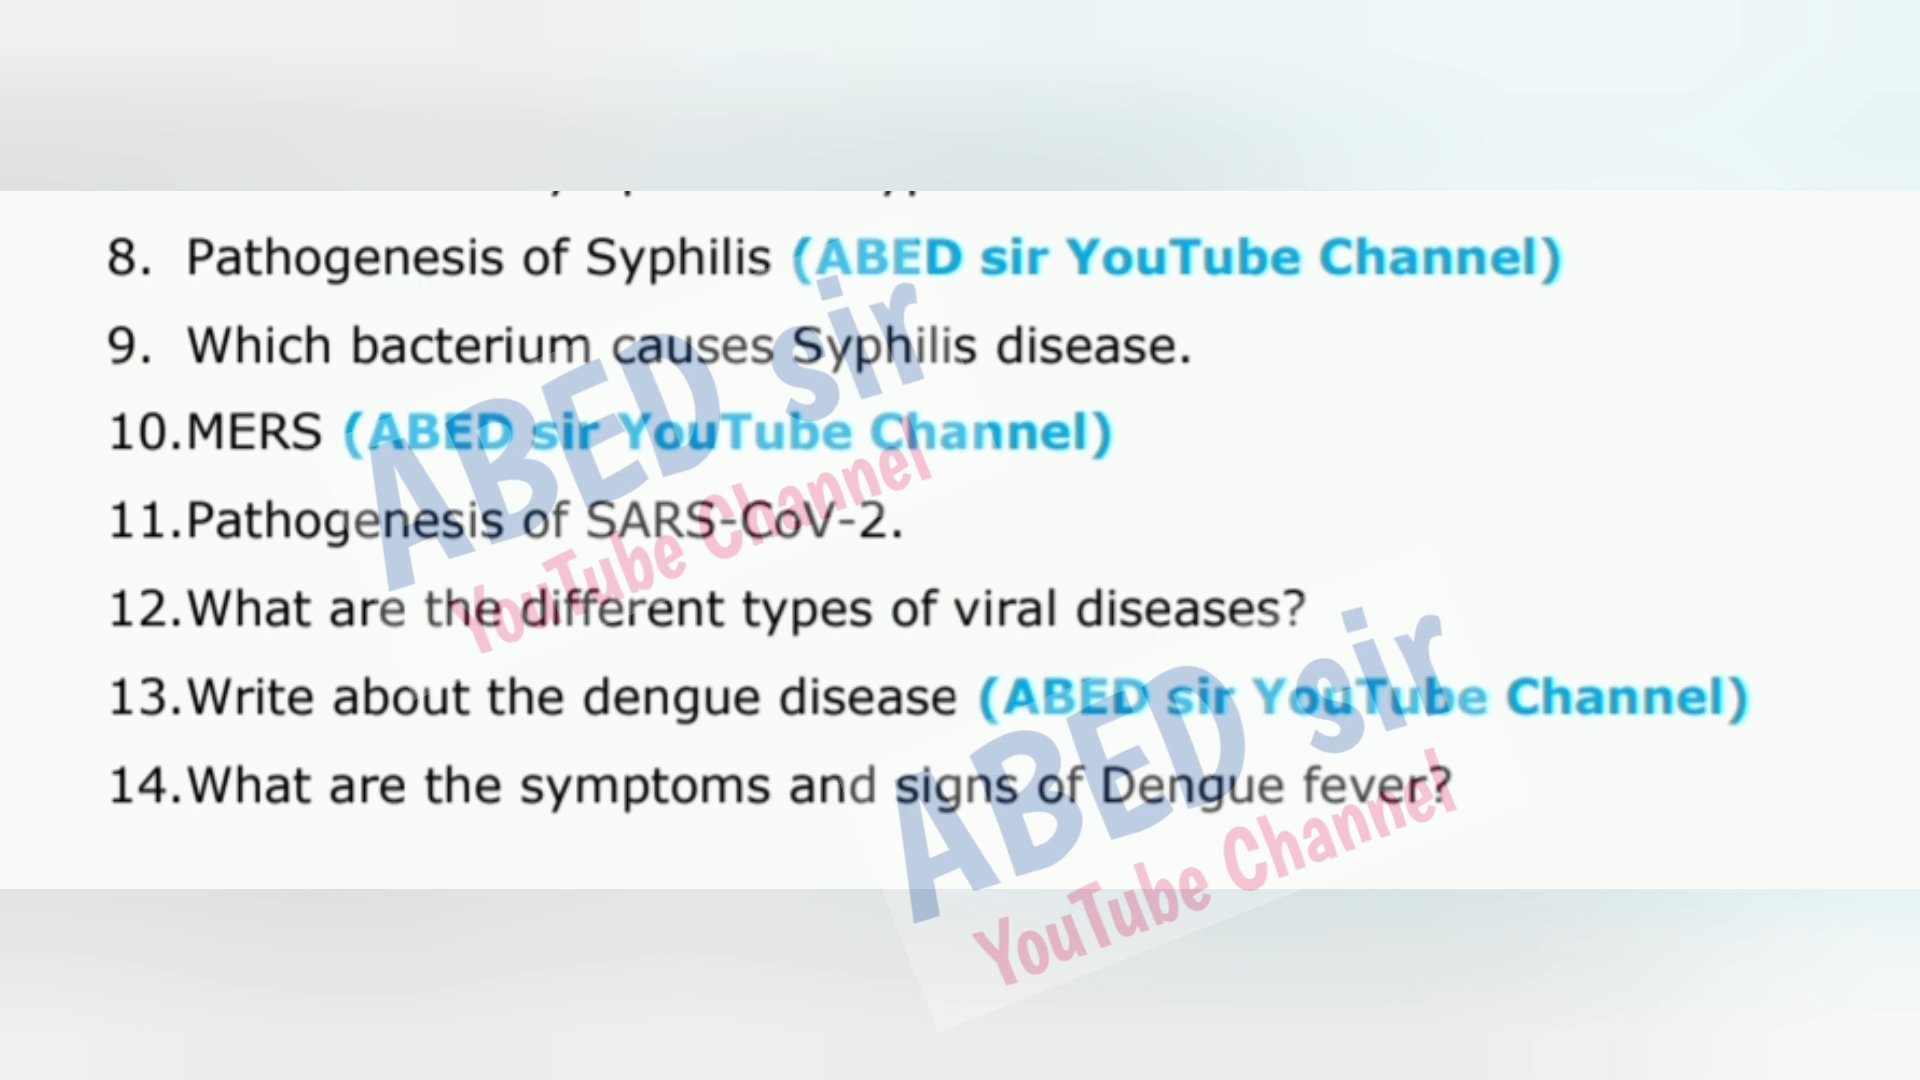 8. Pathogenesis of Syphilis (ABED sir YouTube Channel)
9. Which bacterium causes Syphilis disease.
10.MERS (ABED sir YouTube Channel)
11.Pathogenesis of SARS-CoV-2.
12.What are the different types of viral diseases?
13.Write about the dengue disease (ABED sir YouTube Channel)
14.What are the symptoms and signs of Dengue fever?
ABED sir
YouTube Channel
ABED sir
YouTube Channel